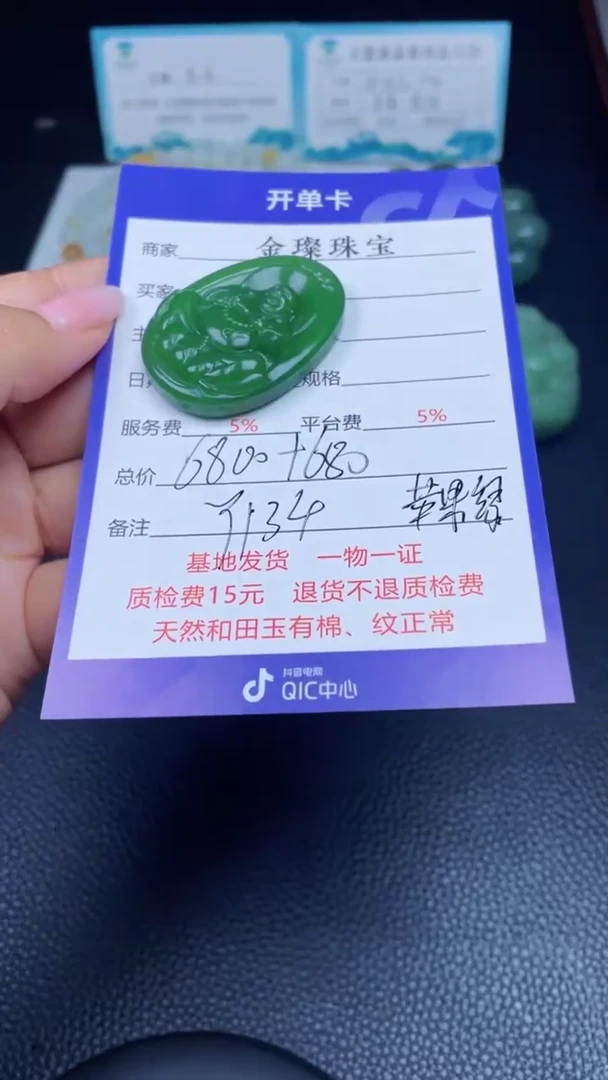 开单卡
商家 金璨珠宝
买家
主
日 规格
服务费 5% 平台费 5%
总价 6800+680
备注 苹果绿
基地发货 一物一证
质检费15元 退货不退质检费
天然和田玉有棉、纹正常
抖音电商
QIC中心